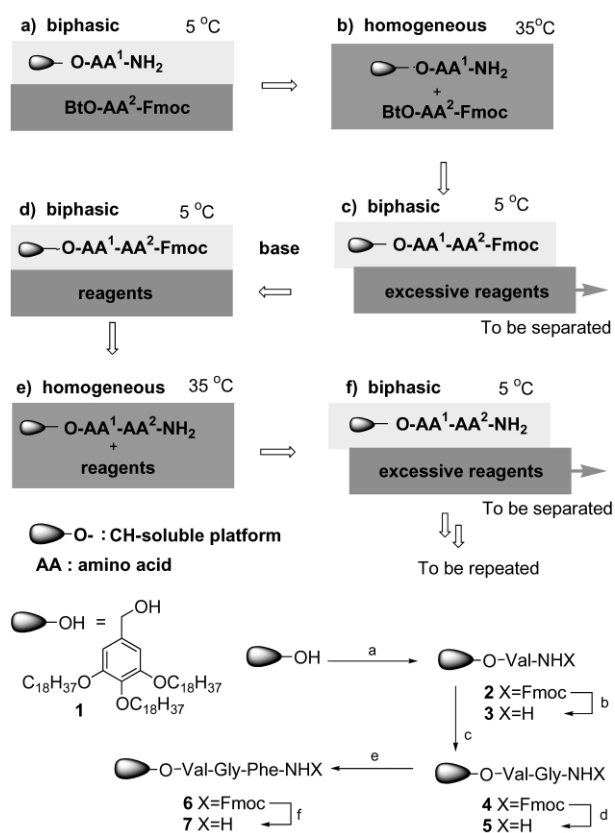 a) biphasic 5 °C
O-AA¹-NH₂
BtO-AA²-Fmoc
b) homogeneous 35°C
O-AA¹-NH₂
+
BtO-AA²-Fmoc
d) biphasic 5 °C
O-AA¹-AA²-Fmoc
reagents
base
c) biphasic 5 °C
O-AA¹-AA²-Fmoc
excessive reagents
To be separated
e) homogeneous 35 °C
O-AA¹-AA²-NH₂
+
reagents
f) biphasic 5 °C
O-AA¹-AA²-NH₂
excessive reagents
To be separated
To be repeated
O- : CH-soluble platform
AA : amino acid
OH =
OH
C₁₈H₃₇O
OC₁₈H₃₇
OC₁₈H₃₇
1
OH
a
O-Val-NHX
2 X=Fmoc
3 X=H
b
c
O-Val-Gly-Phe-NHX
e
O-Val-Gly-NHX
6 X=Fmoc
7 X=H
f
4 X=Fmoc
5 X=H
d